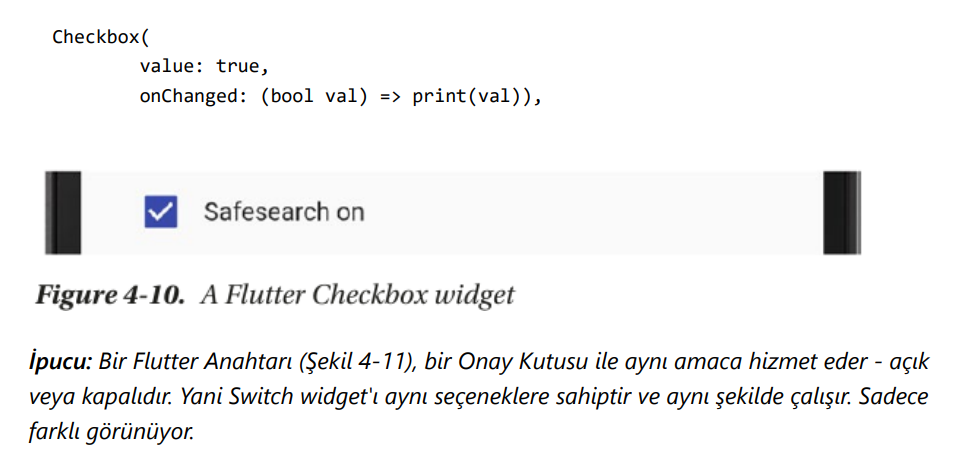 Checkbox(
value: true,
onChanged: (bool val) => print(val)),
Safesearch on
Figure 4-10. A Flutter Checkbox widget
İpucu: Bir Flutter Anahtarı (Şekil 4-11), bir Onay Kutusu ile aynı amaca hizmet eder - açık
veya kapalıdır. Yani Switch widget'ı aynı seçeneklere sahiptir ve aynı şekilde çalışır. Sadece
farklı görünüyor.